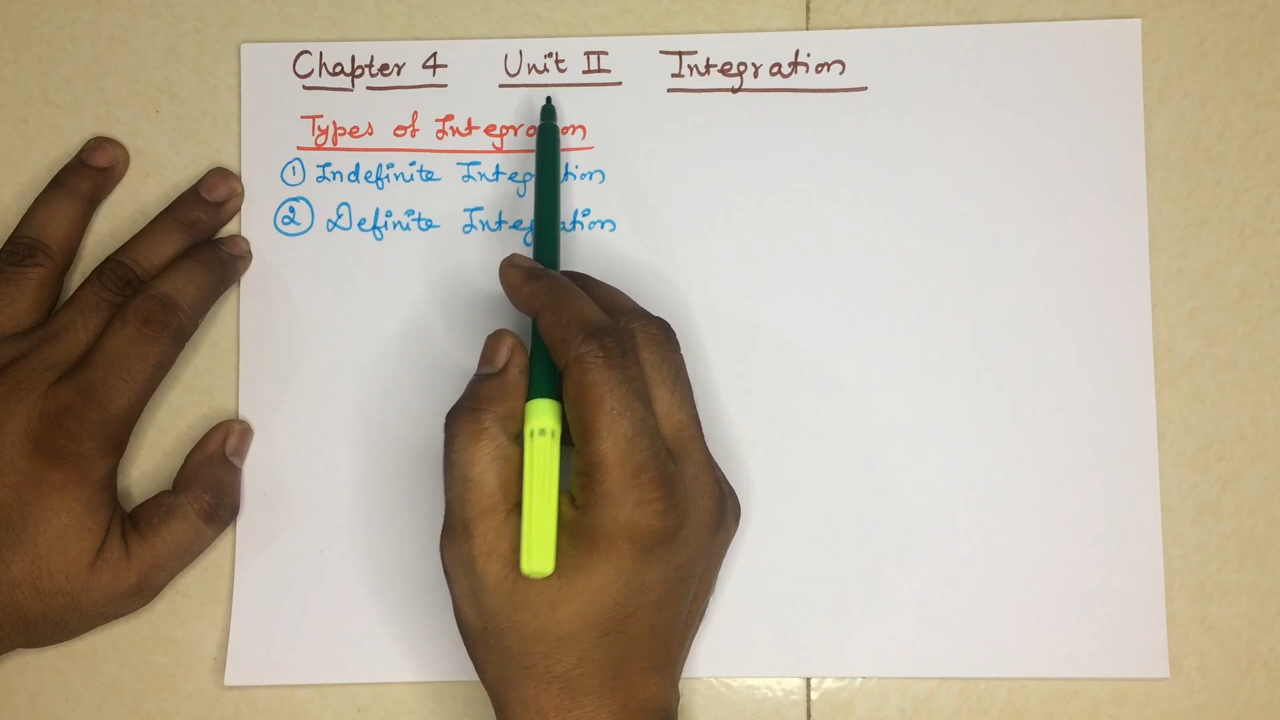 Chapter 4 Unit II Integration
Types of Integration
① Indefinite Integration
② Definite Integration